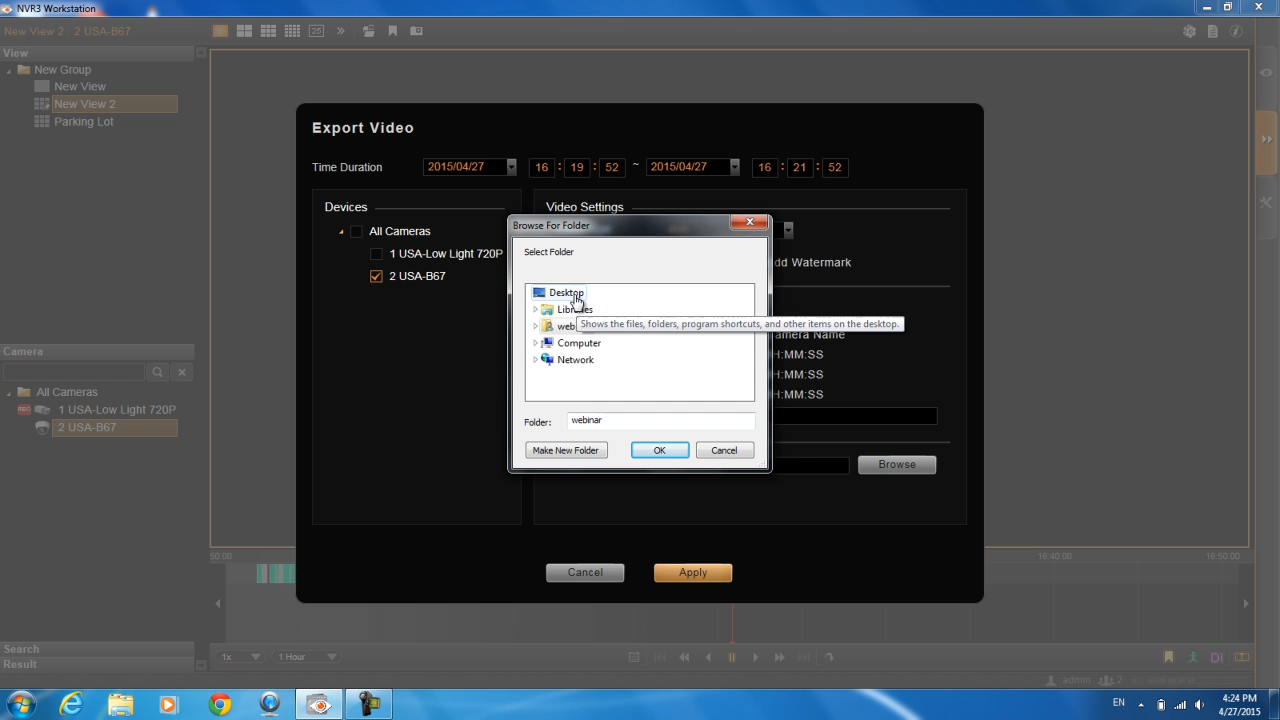 NVR3 Workstation
New View 2 2 USA-B67
25
View
New Group
New View
New View 2
Parking Lot
Export Video
Time Duration 2015/04/27 16 : 19 : 52 ~ 2015/04/27 16 : 21 : 52
Devices
All Cameras
1 USA-Low Light 720P
2 USA-B67
Video Settings
dd Watermark
amera Name
H:MM:SS
H:MM:SS
H:MM:SS
Browse
Cancel
Apply
Browse For Folder
Select Folder
Desktop
Libraries
web
Shows the files, folders, program shortcuts, and other items on the desktop.
Computer
Network
Folder: webinar
Make New Folder
OK
Cancel
Camera
All Cameras
REC 1 USA-Low Light 720P
2 USA-B67
50:00
16:40:00
16:50:00
Search
Result
1x
1 Hour
DI
admin
2
EN
4:24 PM
4/27/2015